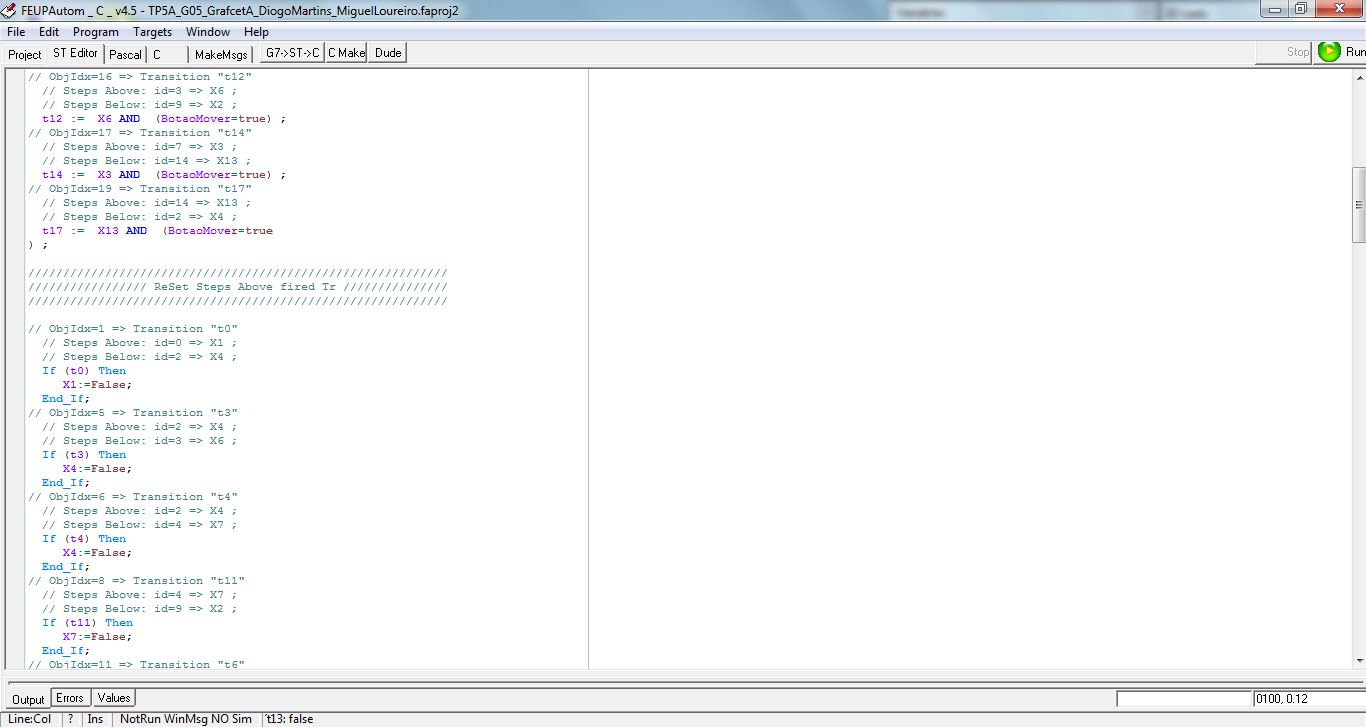 FEUPAutom _ C _ v4.5 - TP5A_G05_GrafcetA_DiogoMartins_MiguelLoureiro.faproj2
File Edit Program Targets Window Help
Project ST Editor Pascal C MakeMsgs G7->ST->C C Make Dude Stop Run
// ObjIdx=16 => Transition "t12"
// Steps Above: id=3 => X6 ;
// Steps Below: id=9 => X2 ;
t12 := X6 AND (BotaoMover=true) ;
// ObjIdx=17 => Transition "t14"
// Steps Above: id=7 => X3 ;
// Steps Below: id=14 => X13 ;
t14 := X3 AND (BotaoMover=true) ;
// ObjIdx=19 => Transition "t17"
// Steps Above: id=14 => X13 ;
// Steps Below: id=2 => X4 ;
t17 := X13 AND (BotaoMover=true
) ;
////////////////////////////////////////////////////////////
///////////////// ReSet Steps Above fired Tr ///////////////
////////////////////////////////////////////////////////////
// ObjIdx=1 => Transition "t0"
// Steps Above: id=0 => X1 ;
// Steps Below: id=2 => X4 ;
If (t0) Then
X1:=False;
End_If;
// ObjIdx=5 => Transition "t3"
// Steps Above: id=2 => X4 ;
// Steps Below: id=3 => X6 ;
If (t3) Then
X4:=False;
End_If;
// ObjIdx=6 => Transition "t4"
// Steps Above: id=2 => X4 ;
// Steps Below: id=4 => X7 ;
If (t4) Then
X4:=False;
End_If;
// ObjIdx=8 => Transition "t11"
// Steps Above: id=4 => X7 ;
// Steps Below: id=9 => X2 ;
If (t11) Then
X7:=False;
End_If;
// ObjIdx=11 => Transition "t6"
Output Errors Values 0100, 0.12
Line:Col ? Ins NotRun WinMsg NO Sim t13: false